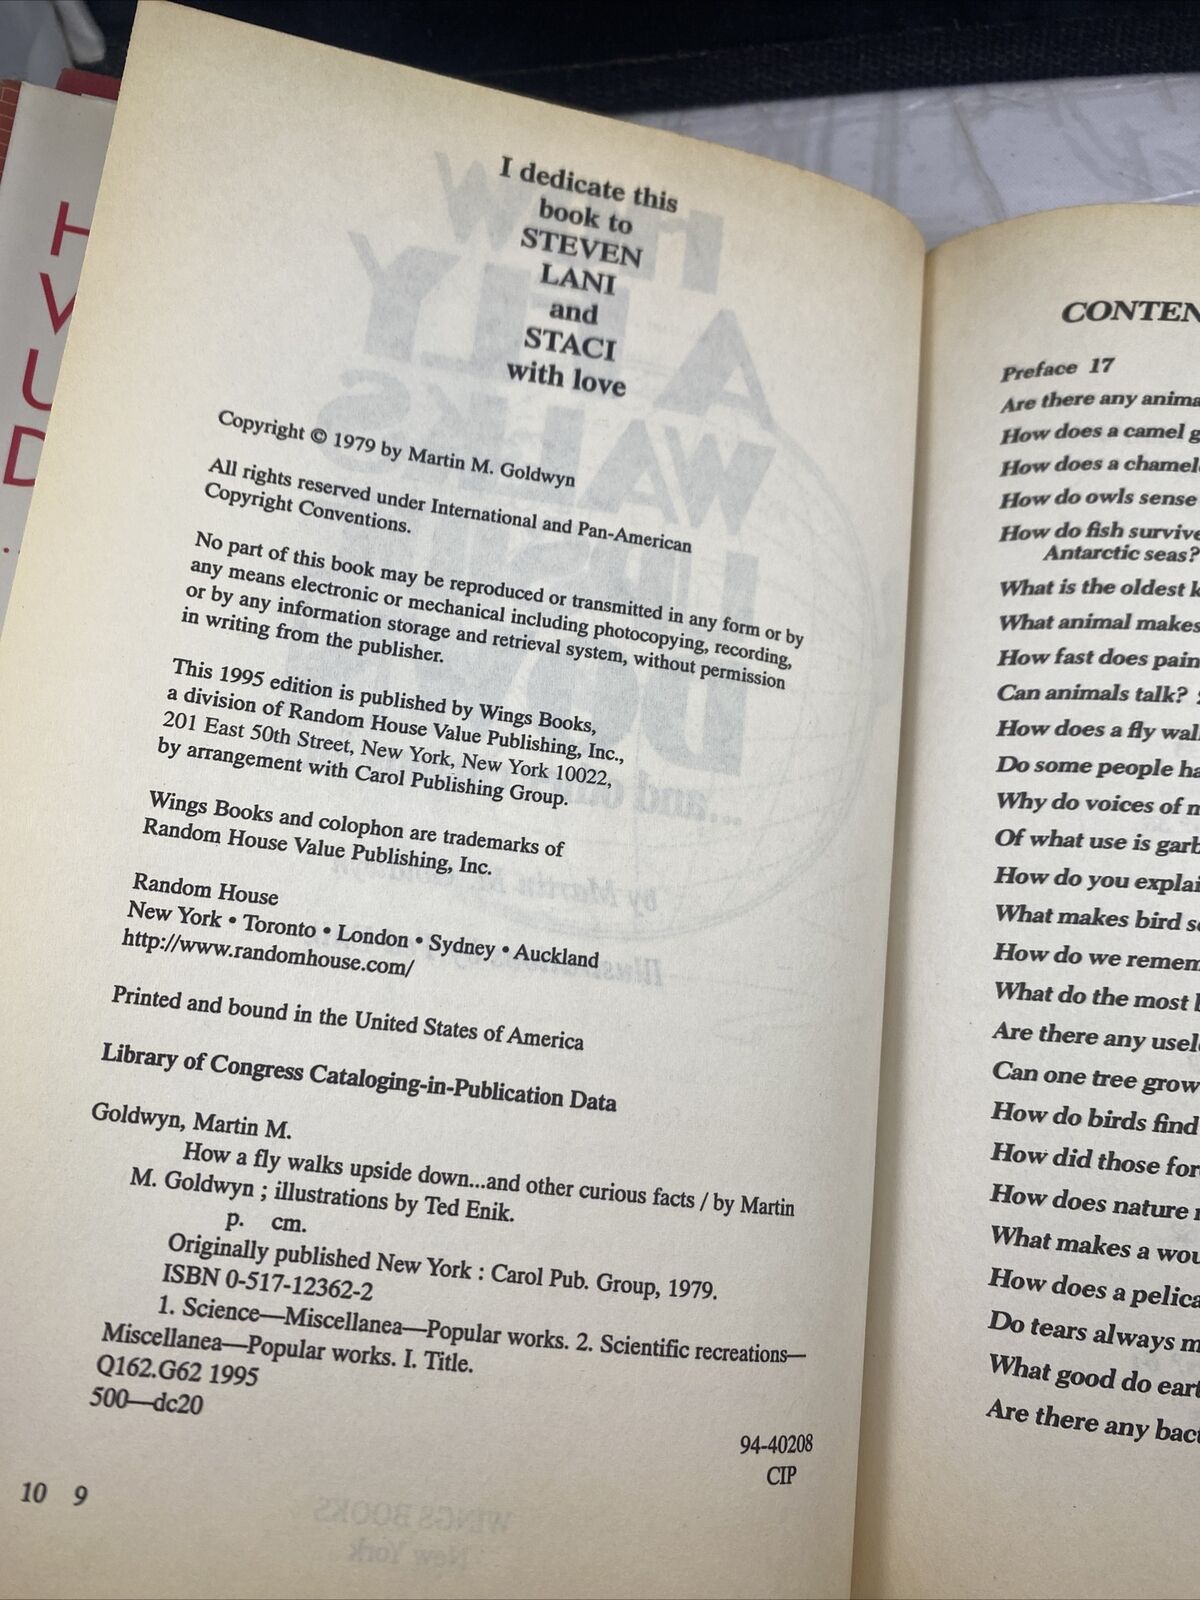 I dedicate this
book to
STEVEN
LANI
and
STACI
with love
Copyright © 1979 by Martin M. Goldwyn
All rights reserved under International and Pan-American
Copyright Conventions.
No part of this book may be reproduced or transmitted in any form or by
any means electronic or mechanical including photocopying, recording,
or by any information storage and retrieval system, without permission
in writing from the publisher.
This 1995 edition is published by Wings Books,
a division of Random House Value Publishing, Inc.,
201 East 50th Street, New York, New York 10022,
by arrangement with Carol Publishing Group.
Wings Books and colophon are trademarks of
Random House Value Publishing, Inc.
Random House
New York • Toronto • London • Sydney • Auckland
http://www.randomhouse.com/
Printed and bound in the United States of America
Library of Congress Cataloging-in-Publication Data
Goldwyn, Martin M.
How a fly walks upside down...and other curious facts / by Martin
M. Goldwyn ; illustrations by Ted Enik.
p. cm.
Originally published New York : Carol Pub. Group, 1979.
ISBN 0-517-12362-2
1. Science—Miscellanea—Popular works. 2. Scientific recreations—
Miscellanea—Popular works. I. Title.
Q162.G62 1995
500—dc20
94-40208
CIP
10 9
CONTEN
Preface 17
Are there any anima
How does a camel g
How does a chamel
How do owls sense
How do fish survive
Antarctic seas?
What is the oldest k
What animal makes
How fast does pain
Can animals talk?
How does a fly wal
Do some people ha
Why do voices of m
Of what use is garb
How do you explai
What makes bird s
How do we remem
What do the most
Are there any usel
Can one tree grow
How do birds find
How did those for
How does nature
What makes a wou
How does a pelica
Do tears always m
What good do eart
Are there any bact